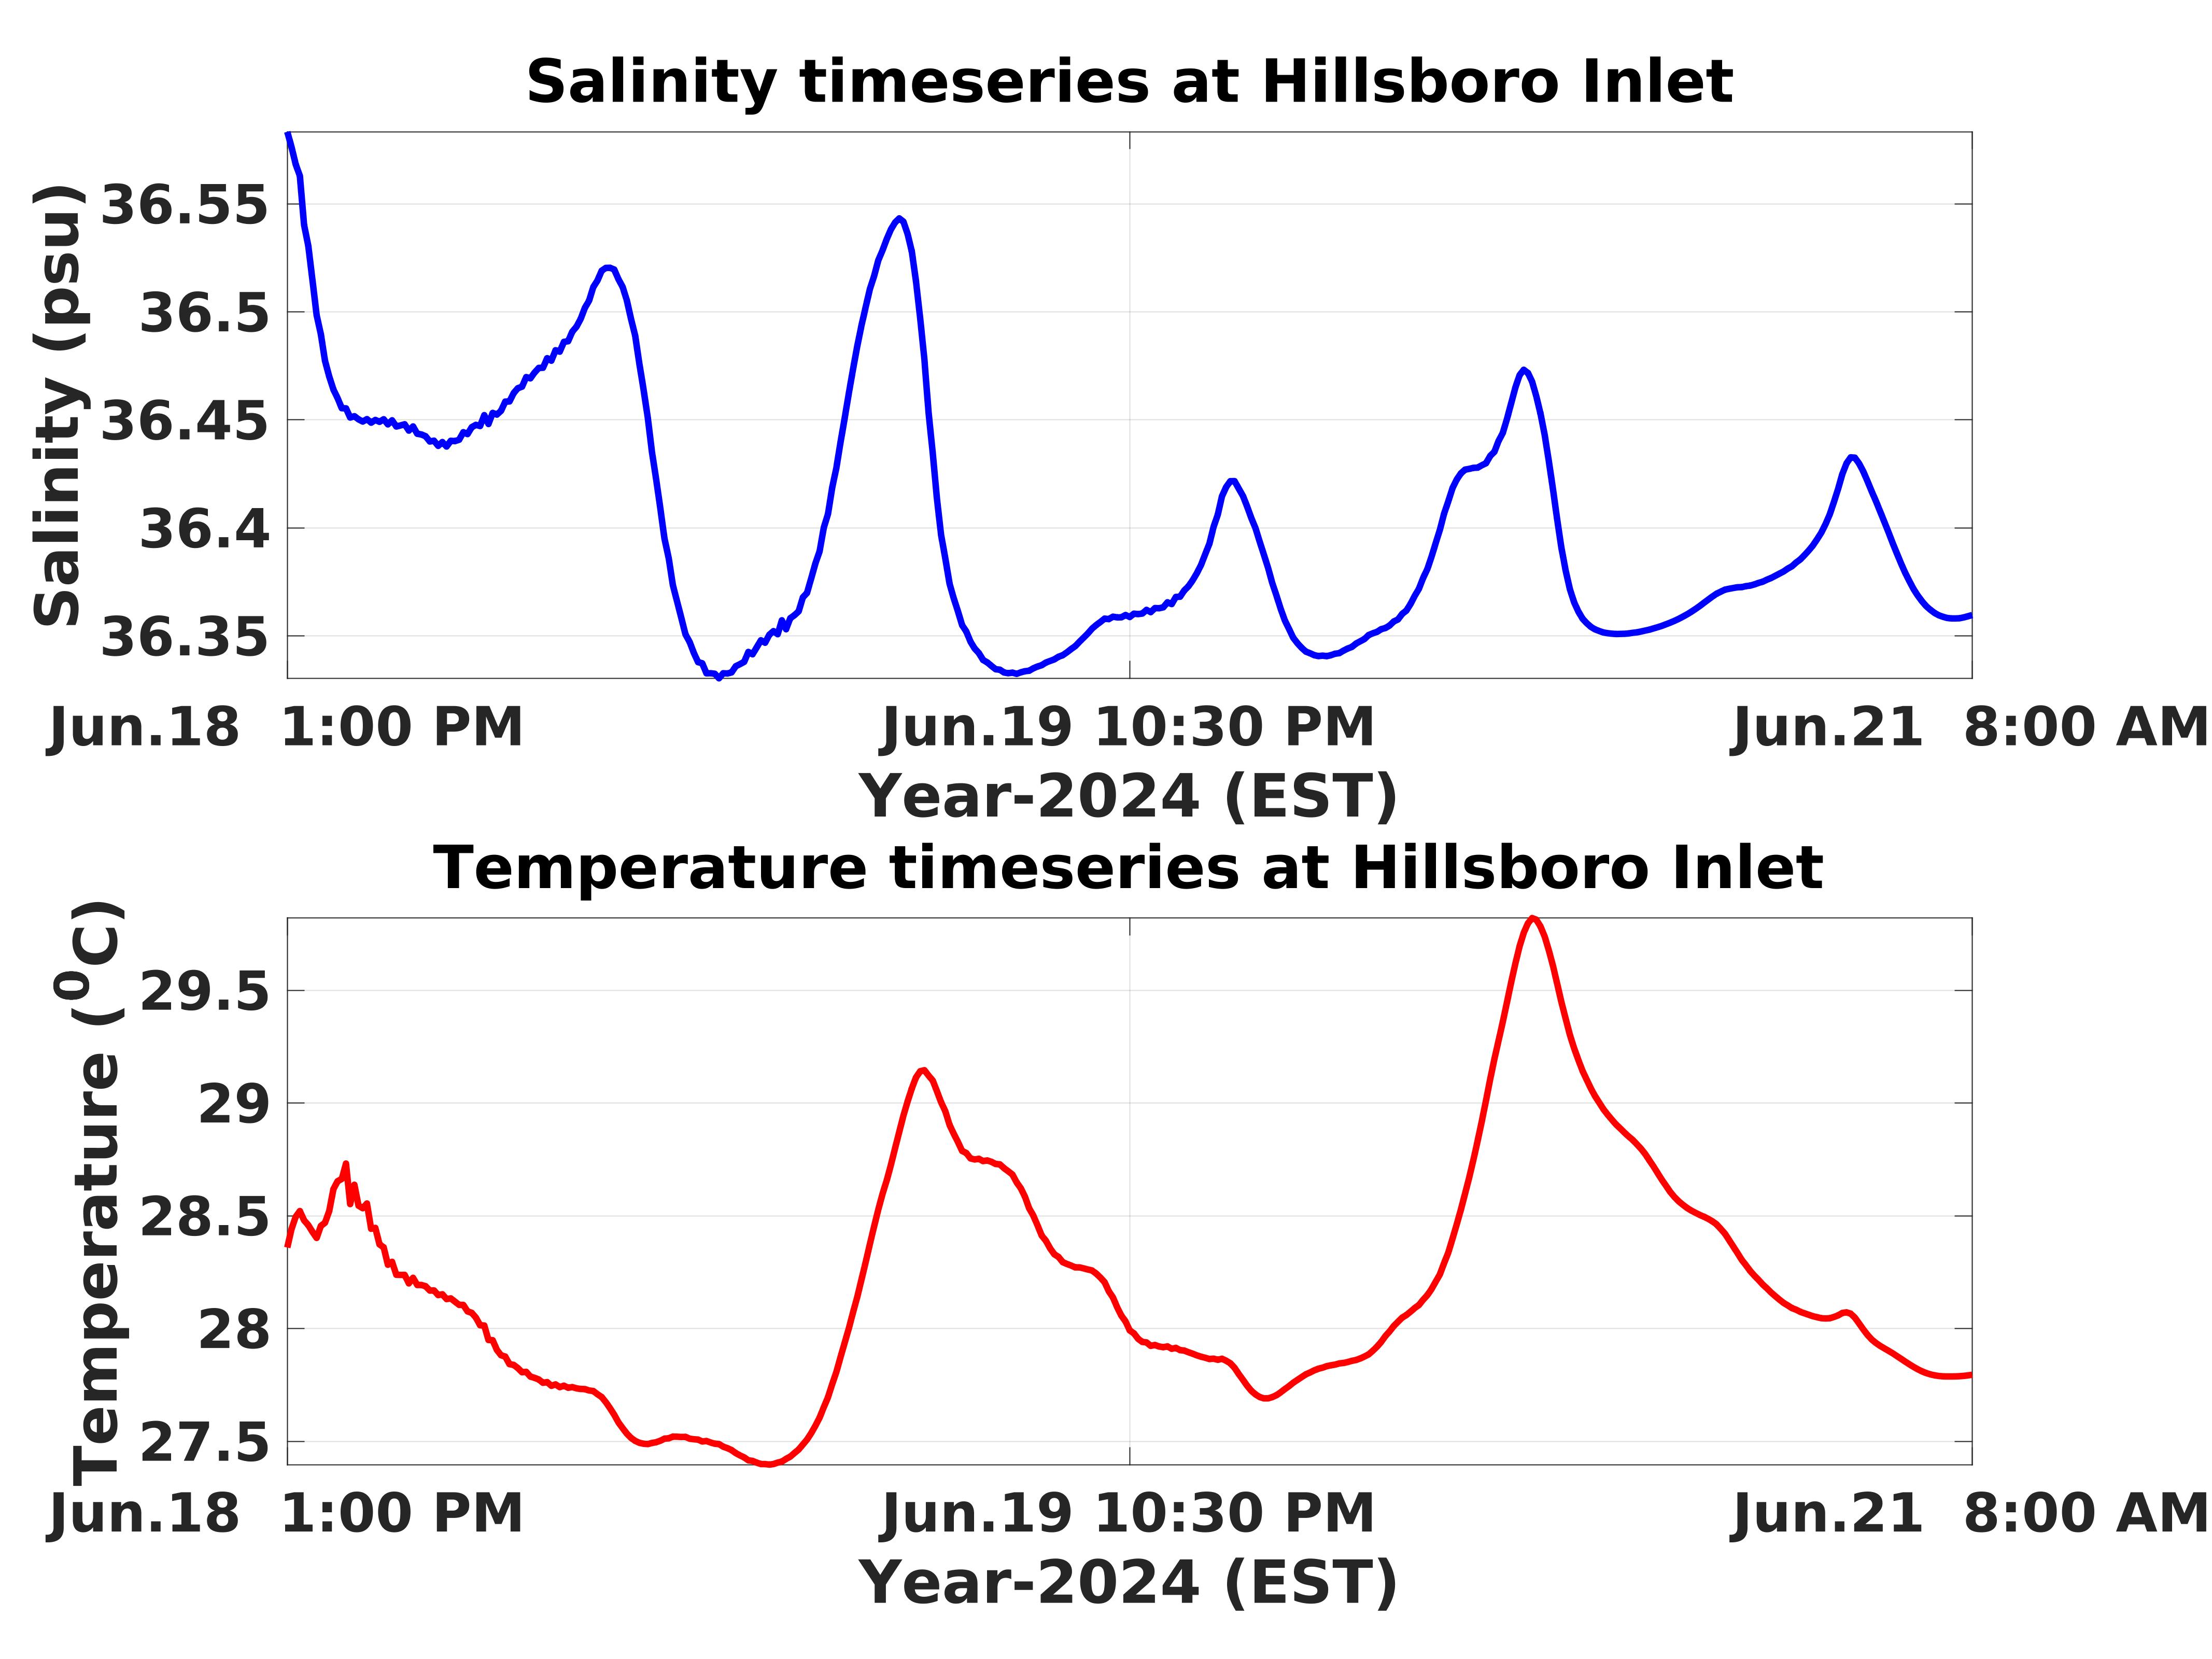 Salinity timeseries at Hillsboro Inlet
Salinity (psu)
36.55
36.5
36.45
36.4
36.35
Jun.18  1:00 PM Jun.19 10:30 PM Jun.21  8:00 AM
Year-2024 (EST)
Temperature timeseries at Hillsboro Inlet
Temperature (⁰C)
29.5
29
28.5
28
27.5
Jun.18  1:00 PM Jun.19 10:30 PM Jun.21  8:00 AM
Year-2024 (EST)